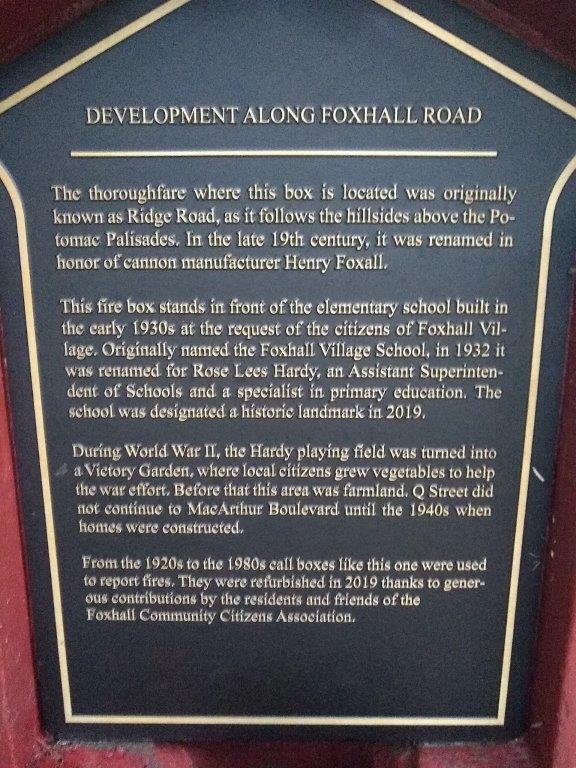 DEVELOPMENT ALONG FOXHALL ROAD
The thoroughfare where this box is located was originally
known as Ridge Road, as it follows the hillsides above the Po-
tomac Palisades. In the late 19th century, it was renamed in
honor of cannon manufacturer Henry Foxall.
This fire box stands in front of the elementary school built in
the early 1930s at the request of the citizens of Foxhall Vil-
lage. Originally named the Foxhall Village School, in 1932 it
was renamed for Rose Lees Hardy, an Assistant Superinten-
dent of Schools and a specialist in primary education. The
school was designated a historic landmark in 2019.
During World War II, the Hardy playing field was turned into
a Victory Garden, where local citizens grew vegetables to help
the war effort. Before that this area was farmland. Q Street did
not continue to MacArthur Boulevard until the 1940s when
homes were constructed.
From the 1920s to the 1980s call boxes like this one were used
to report fires. They were refurbished in 2019 thanks to gener-
ous contributions by the residents and friends of the
Foxhall Community Citizens Association.